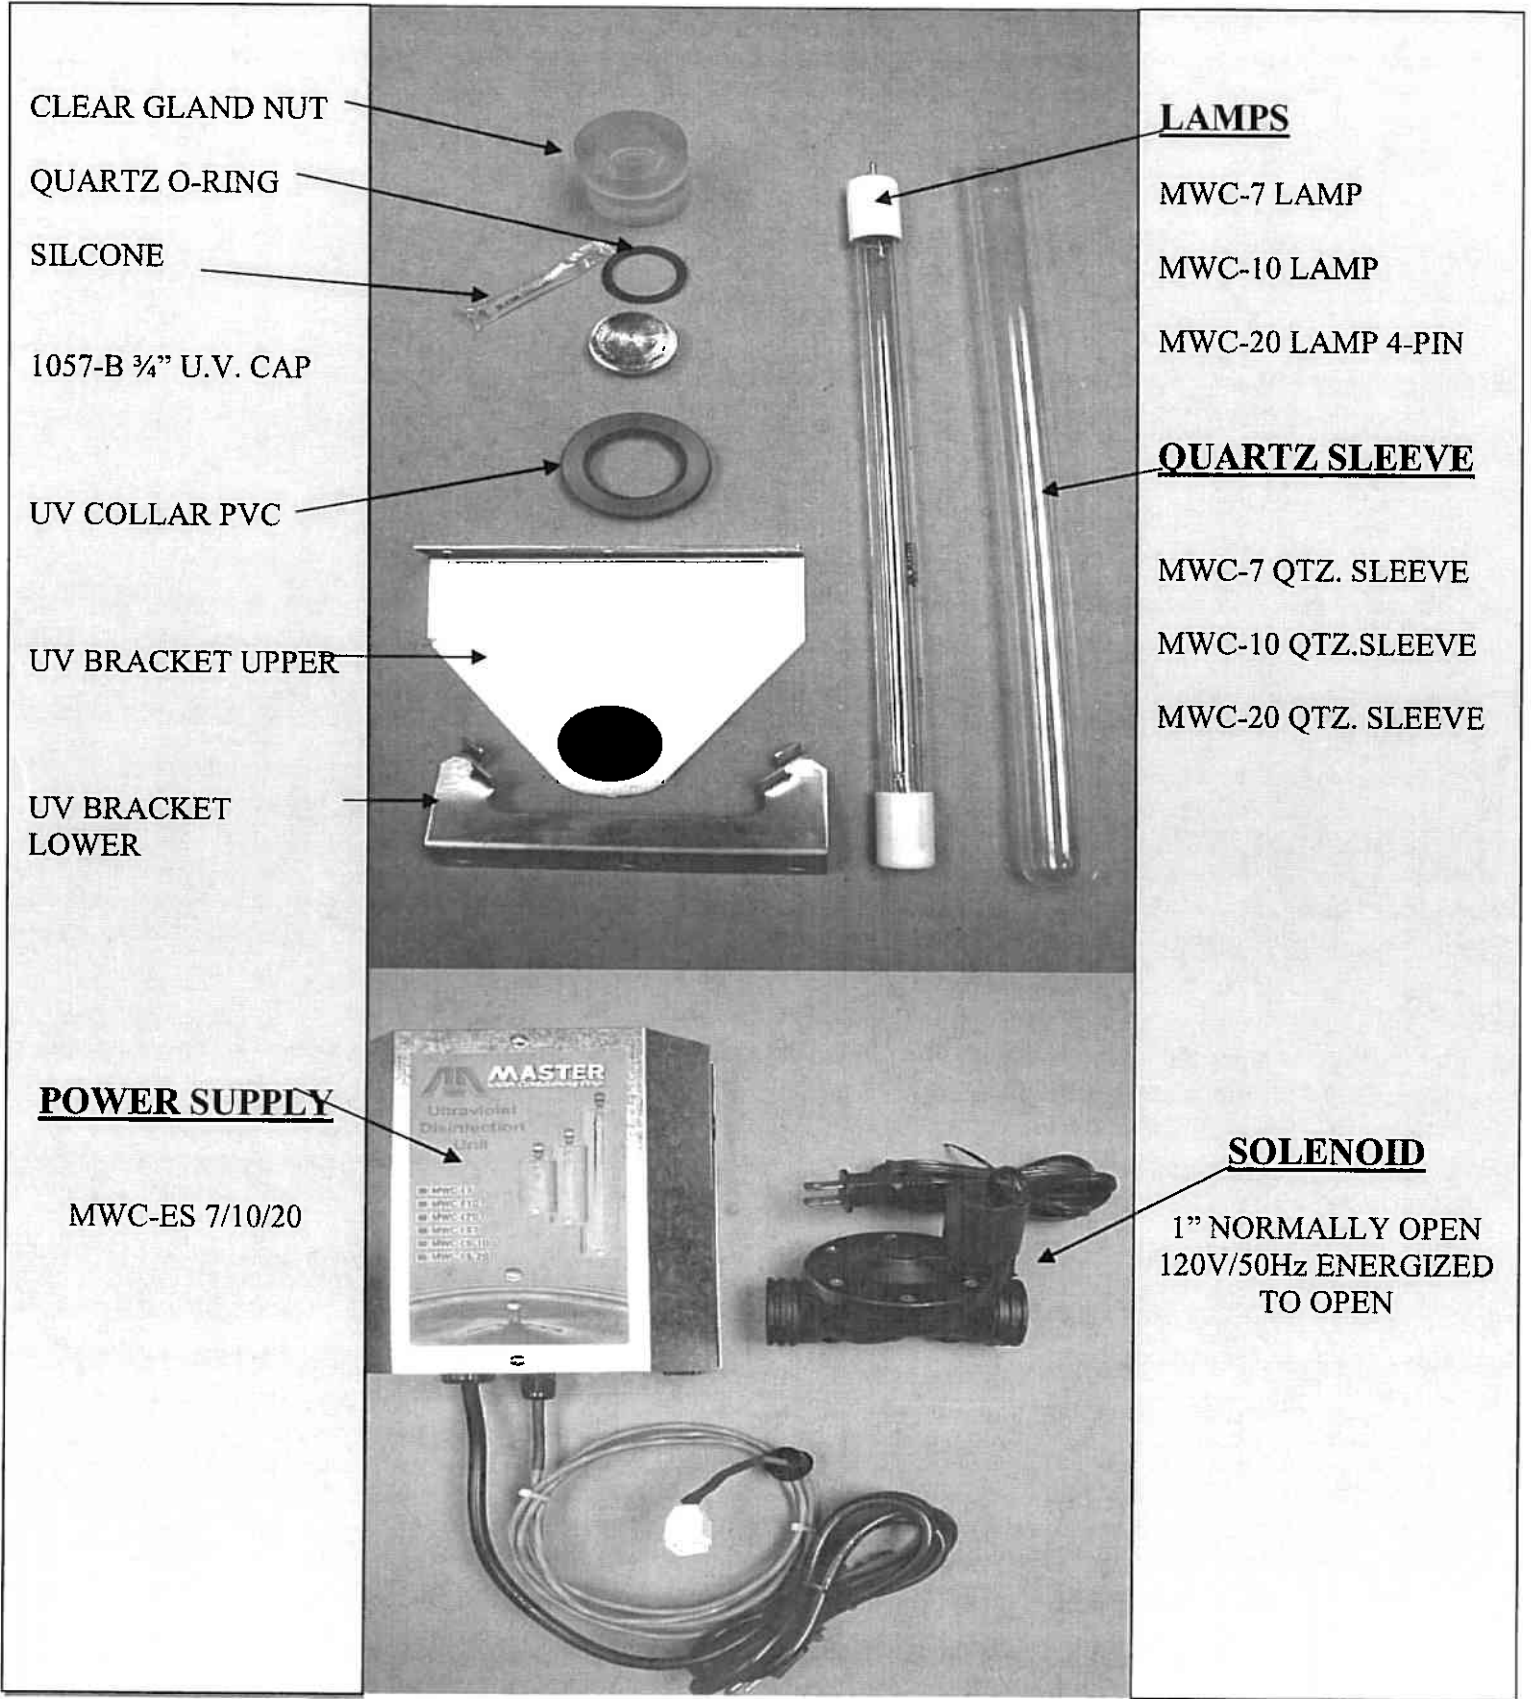 CLEAR GLAND NUT
QUARTZ O-RING
SILCONE
1057-B ¾” U.V. CAP
UV COLLAR PVC
UV BRACKET UPPER
UV BRACKET
LOWER
LAMPS
MWC-7 LAMP
MWC-10 LAMP
MWC-20 LAMP 4-PIN
QUARTZ SLEEVE
MWC-7 QTZ. SLEEVE
MWC-10 QTZ.SLEEVE
MWC-20 QTZ. SLEEVE
POWER SUPPLY
MWC-ES 7/10/20
MASTER
Ultraviolet
Disinfection
Unit
SOLENOID
1” NORMALLY OPEN
120V/50Hz ENERGIZED
TO OPEN